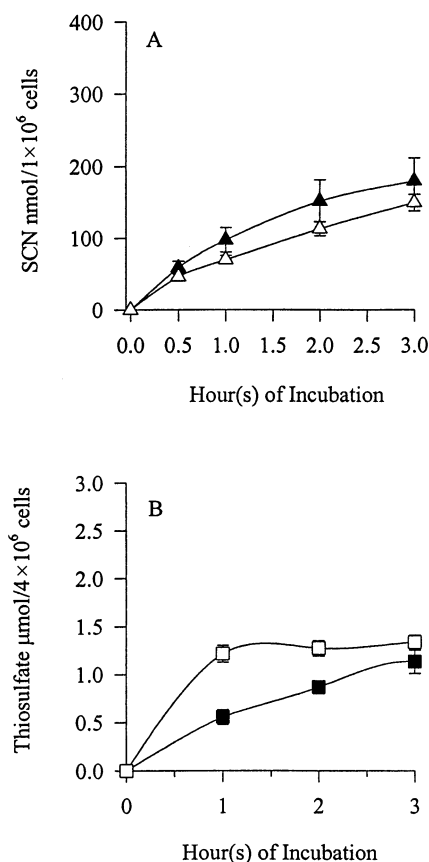 A
400
300
200
100
0
SCN nmol/1×10⁶ cells
0.0 0.5 1.0 1.5 2.0 2.5 3.0
Hour(s) of Incubation
B
3.0
2.5
2.0
1.5
1.0
0.5
0.0
Thiosulfate μmol/4×10⁶ cells
0 1 2 3
Hour(s) of Incubation